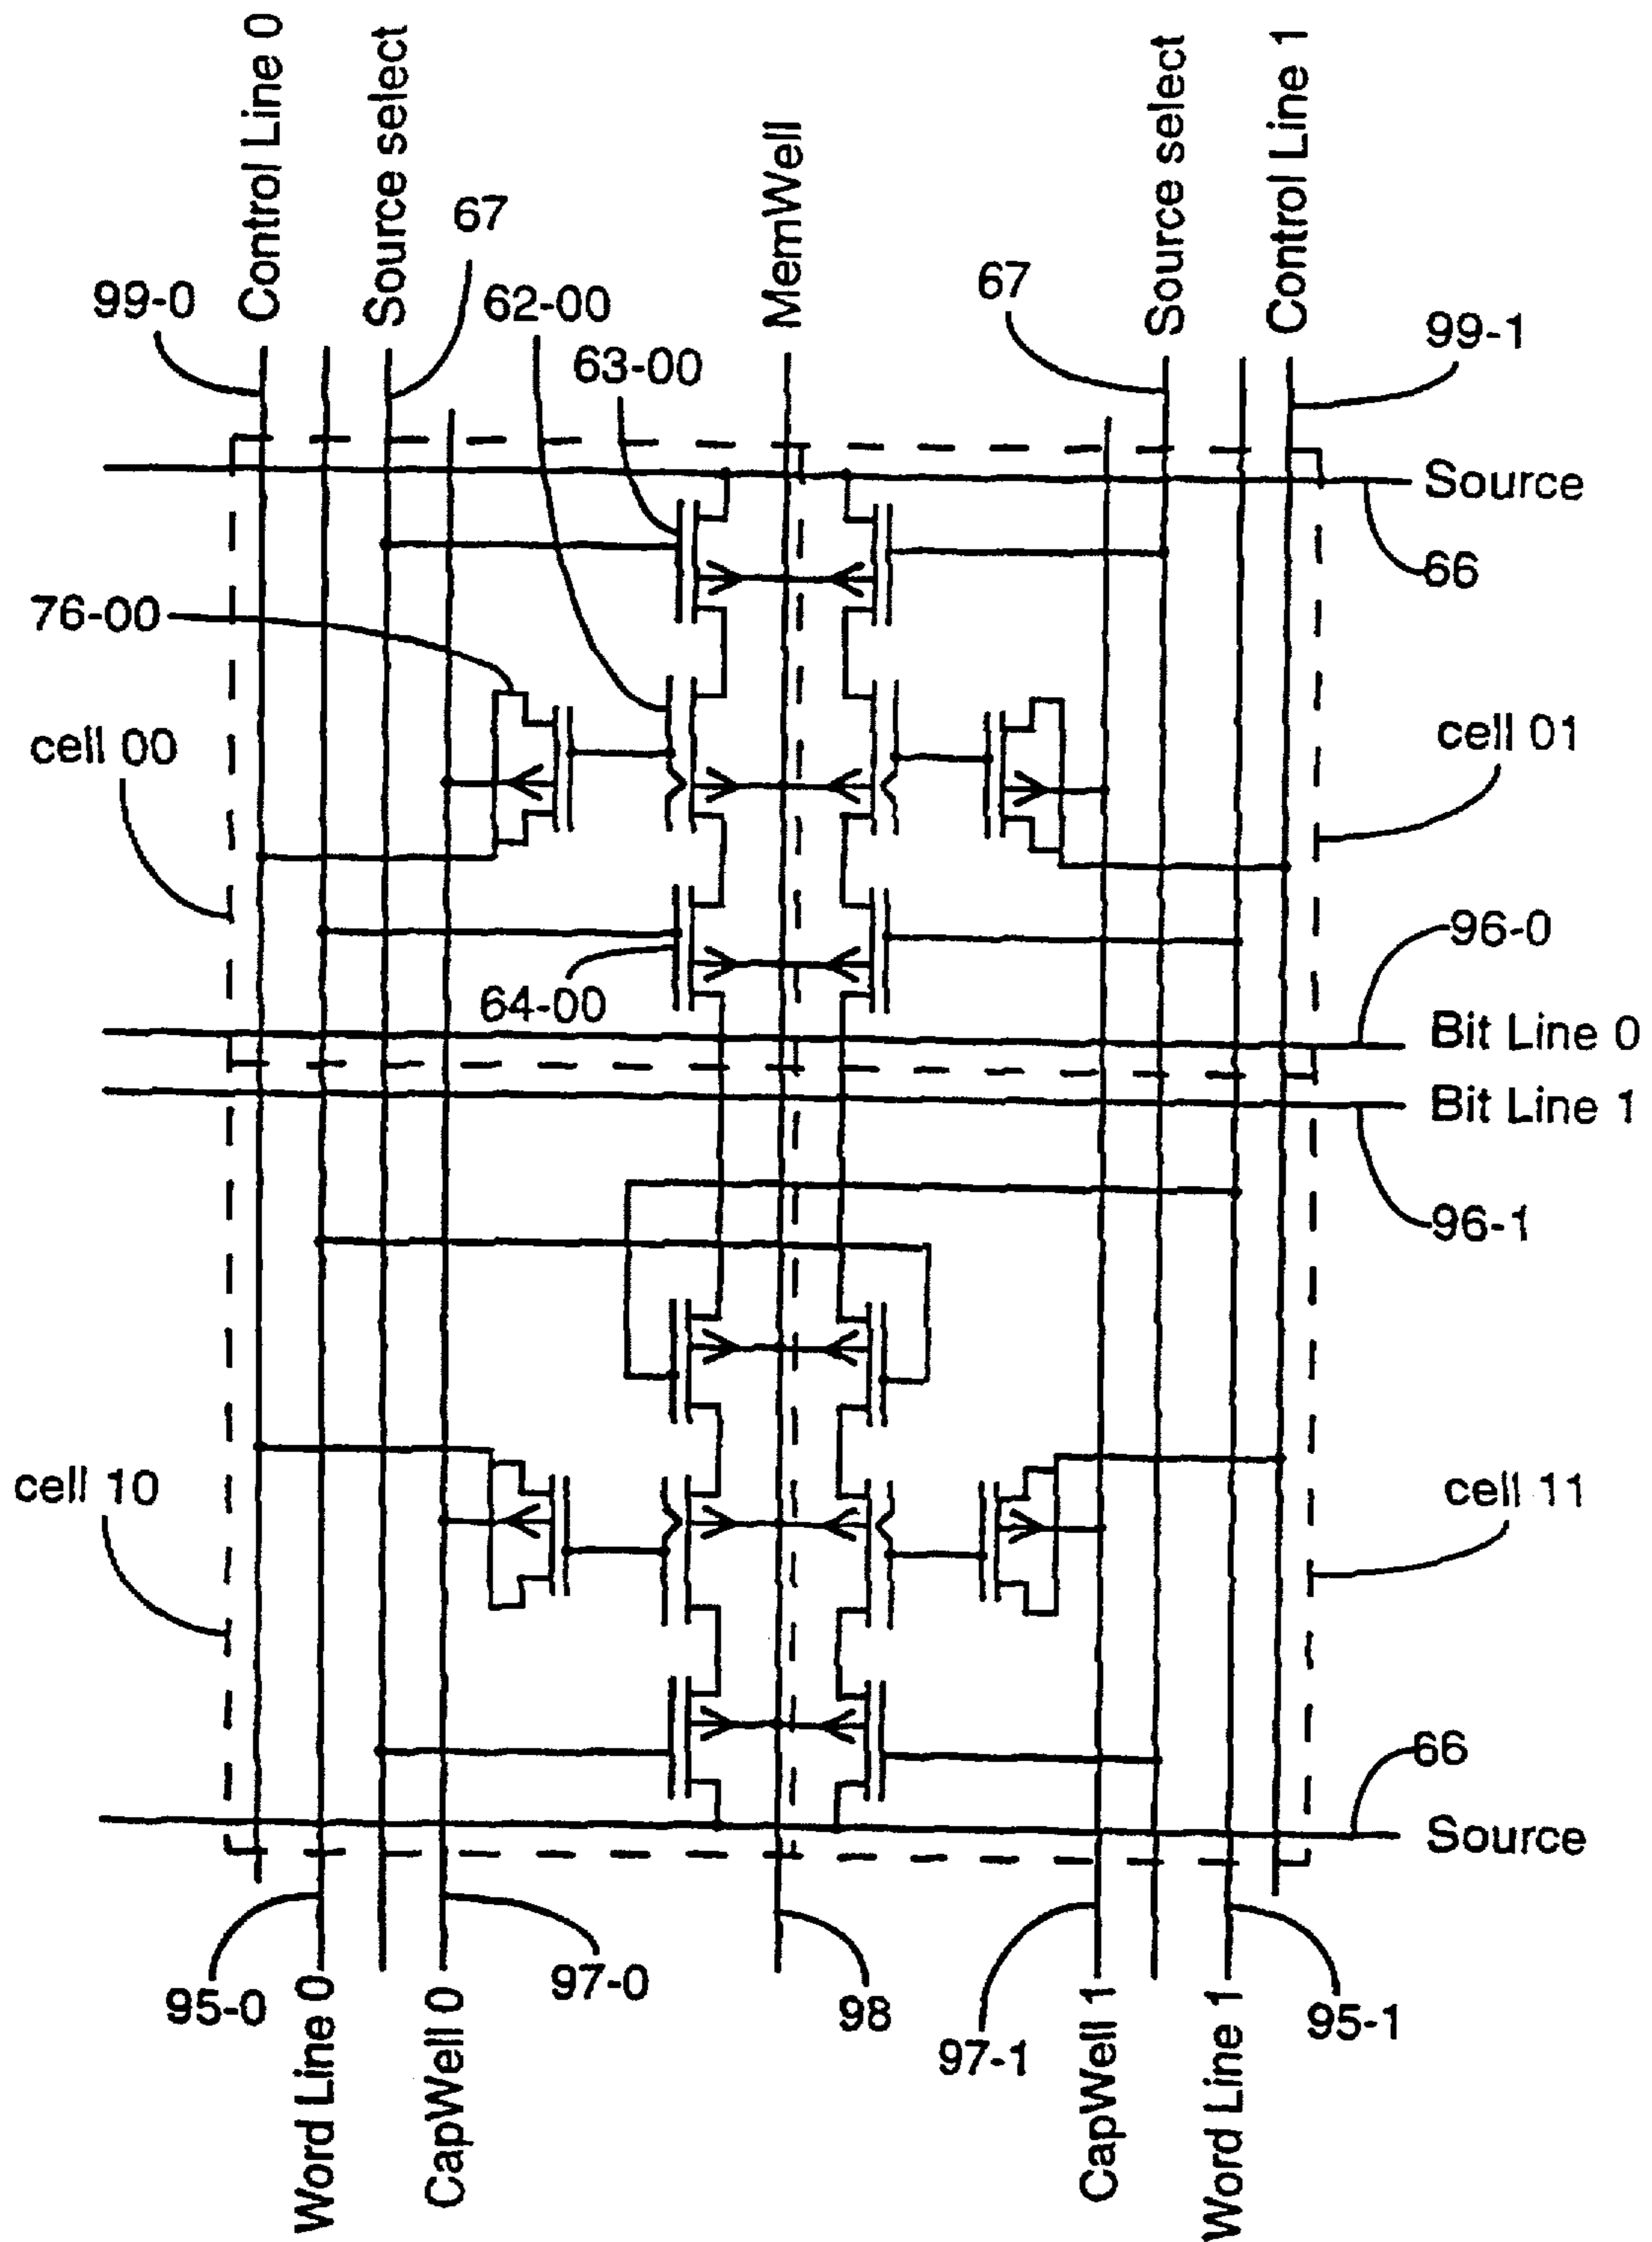 Control Line 0
Source select
67
62-00
63-00
MemWell
67
Source select
Control Line 1
99-0
99-1
Source
66
76-00
cell 00
cell 01
64-00
96-0
Bit Line 0
Bit Line 1
96-1
cell 10
cell 11
66
Source
95-0
Word Line 0
CapWell 0
97-0
98
97-1
CapWell 1
Word Line 1
95-1